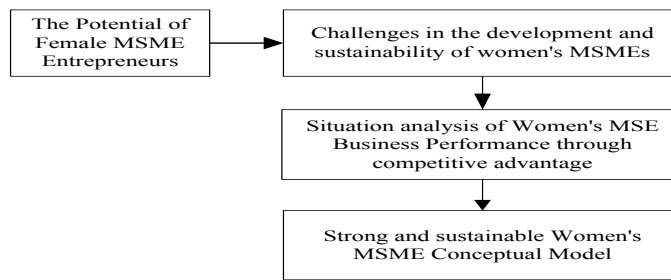 The Potential of
Female MSME
Entrepreneurs
Challenges in the development and
sustainability of women's MSMEs
Situation analysis of Women's MSE
Business Performance through
competitive advantage
Strong and sustainable Women's
MSME Conceptual Model